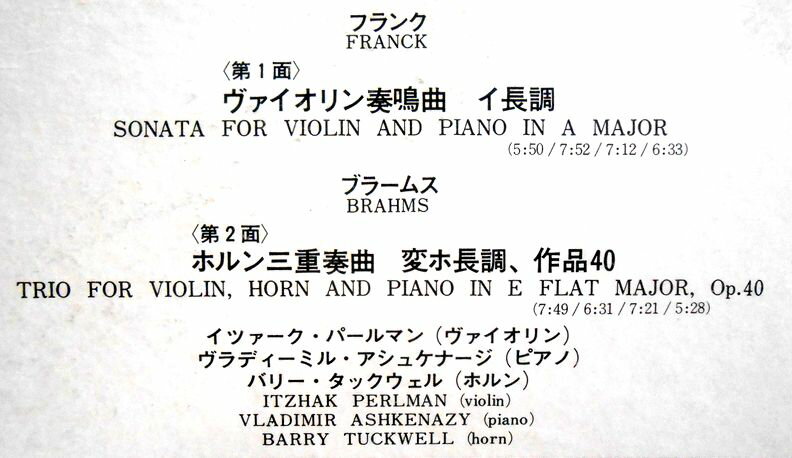 フランク
FRANCK
〈第1面〉
ヴァイオリン奏鳴曲 イ長調
SONATA FOR VIOLIN AND PIANO IN A MAJOR
(5:50/7:52/7:12/6:33)
ブラームス
BRAHMS
〈第2面〉
ホルン三重奏曲 変ホ長調、作品40
TRIO FOR VIOLIN, HORN AND PIANO IN E FLAT MAJOR, Op.40
(7:49/6:31/7:21/5:28)
イツァーク・パールマン(ヴァイオリン)
ヴラディーミル・アシュケナージ(ピアノ)
バリー・タックウェル(ホルン)
ITZHAK PERLMAN (violin)
VLADIMIR ASHKENAZY (piano)
BARRY TUCKWELL (horn)